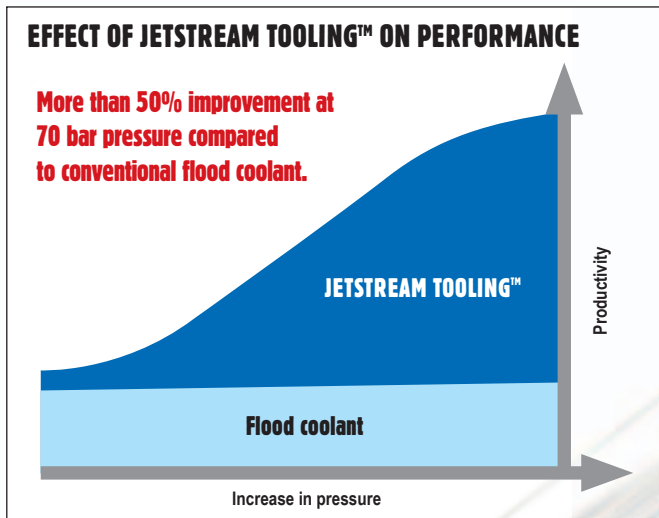 EFFECT OF JETSTREAM TOOLING™ ON PERFORMANCE
More than 50% improvement at
70 bar pressure compared
to conventional flood coolant.
JETSTREAM TOOLING™
Productivity
Flood coolant
Increase in pressure